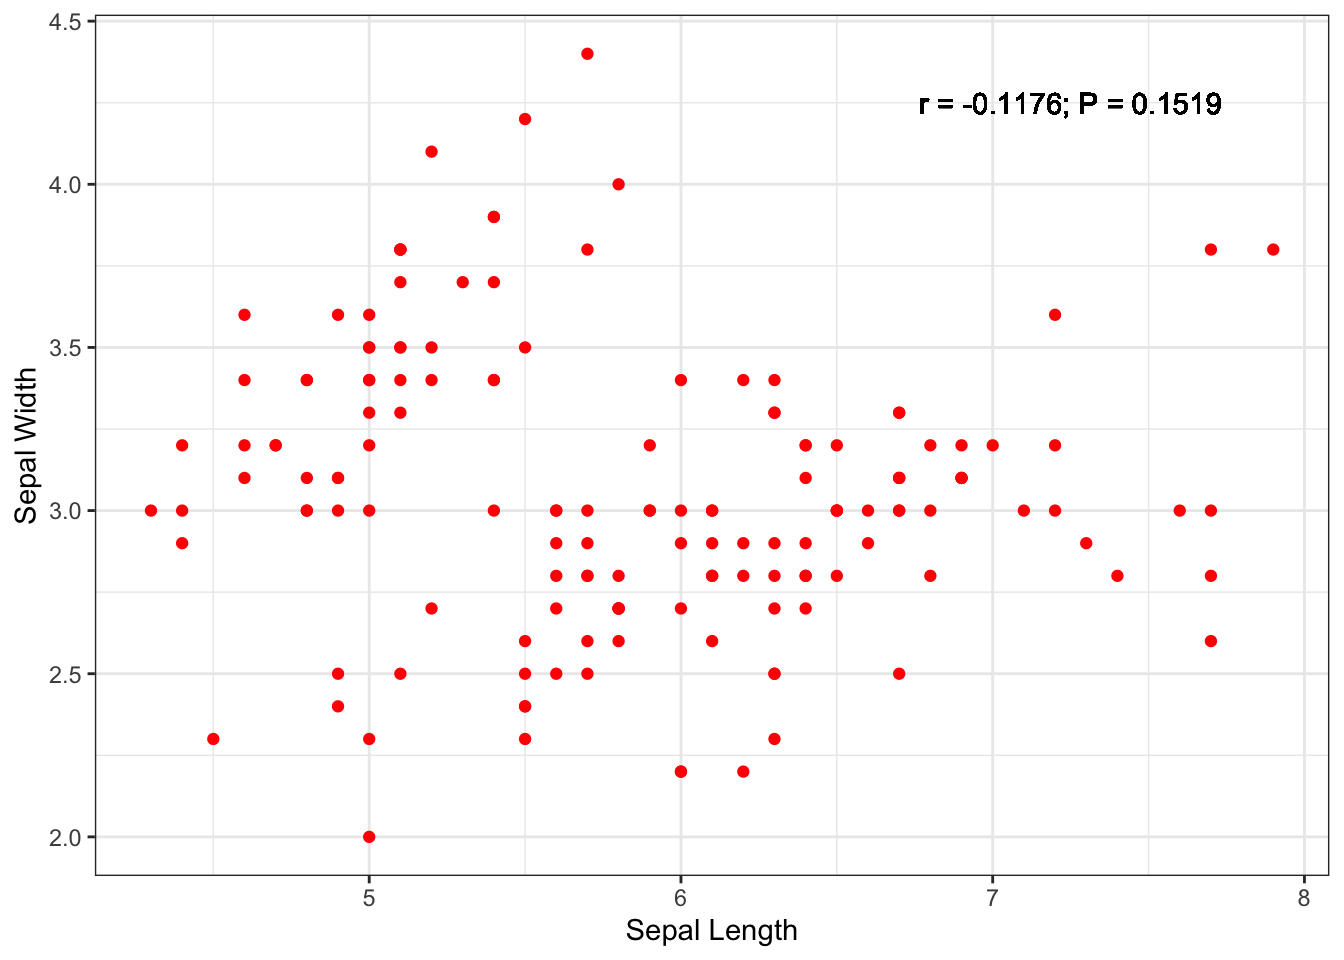 4.5
r = -0.1176; P = 0.1519
4.0
3.5
Sepal Width
3.0
2.5
2.0
5 6 7 8
Sepal Length